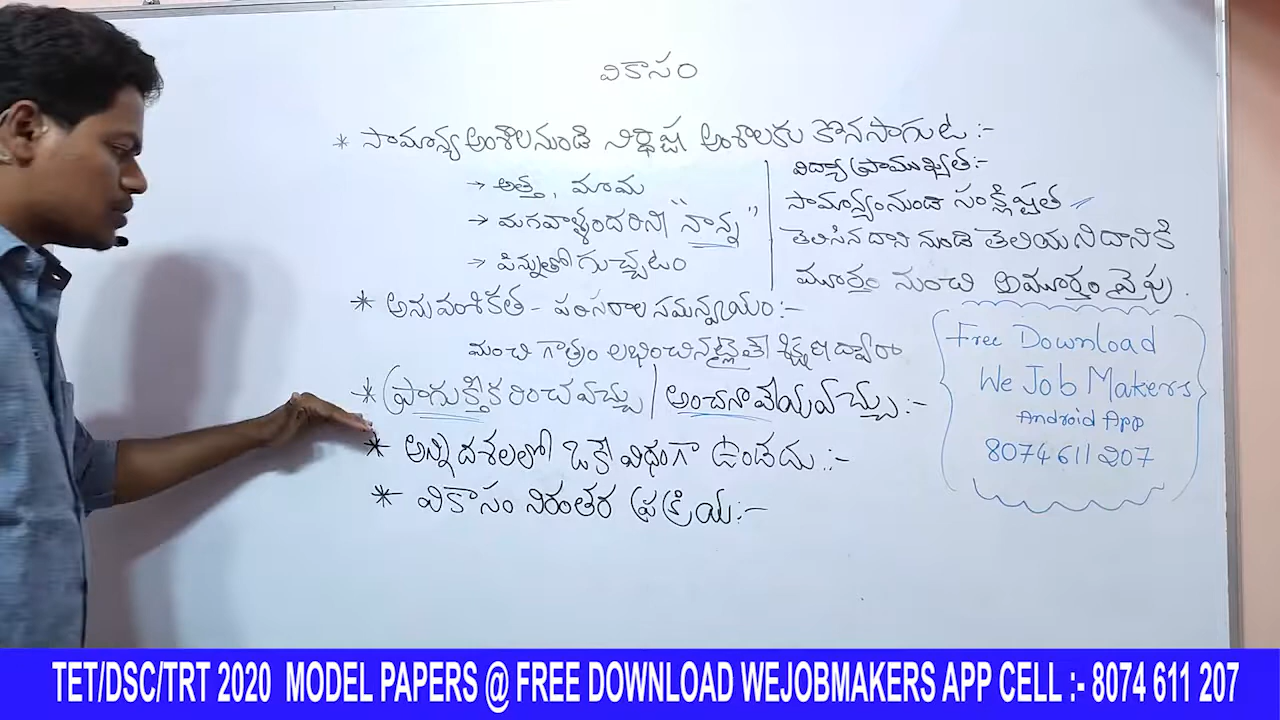 వికాసం
* సామాన్య అంశాలనుండి నిర్ధిష్ట అంశాలకు కొనసాగుట :-
→ అత్త , మామ
→ మగవాళ్ళందరిని "నాన్న"
→ పిన్నుతో గుచ్చటం
విద్యా ప్రాముఖ్యత:-
సామాన్యంనుండి సంక్లిష్టత
తెలిసినదాని నుండి తెలియనిదానికి
మూర్తం నుంచి అమూర్తం వైపు.
* అనువంశికత - పరిసరాల సమన్వయం:-
మంచి గాత్రం లభించినట్లైతే శిక్షణ ద్వారా
* ప్రాగుక్తీకరించవచ్చు / అంచనావేయవచ్చు:-
* అన్ని దశలలో ఒకే విధంగా ఉండదు :-
* వికాసం నిరంతర ప్రక్రియ:-
Free Download
We Job Makers
Android App
8074611207
TET/DSC/TRT 2020 MODEL PAPERS @ FREE DOWNLOAD WEJOBMAKERS APP CELL :- 8074 611 207